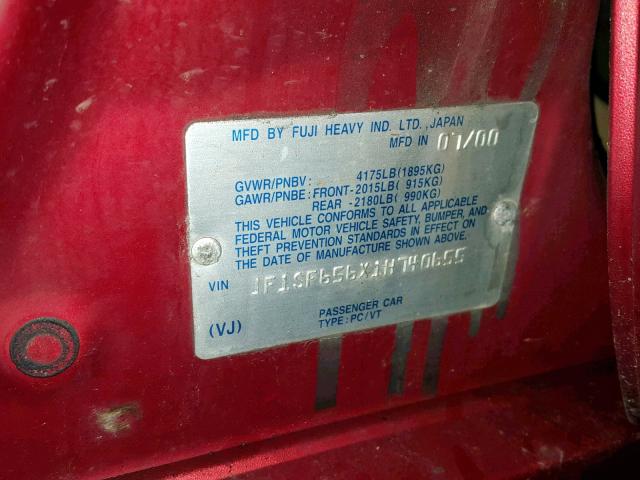 MFD BY FUJI HEAVY IND. LTD., JAPAN
MFD IN 07/00
GVWR/PNBV: 4175LB(1895KG)
GAWR/PNBE: FRONT-2015LB( 915KG)
REAR -2180LB( 990KG)
THIS VEHICLE CONFORMS TO ALL APPLICABLE
FEDERAL MOTOR VEHICLE SAFETY, BUMPER, AND
THEFT PREVENTION STANDARDS IN EFFECT ON
THE DATE OF MANUFACTURE SHOWN ABOVE.
VIN JF1SF656X1H740655
PASSENGER CAR
(VJ) TYPE:PC/VT